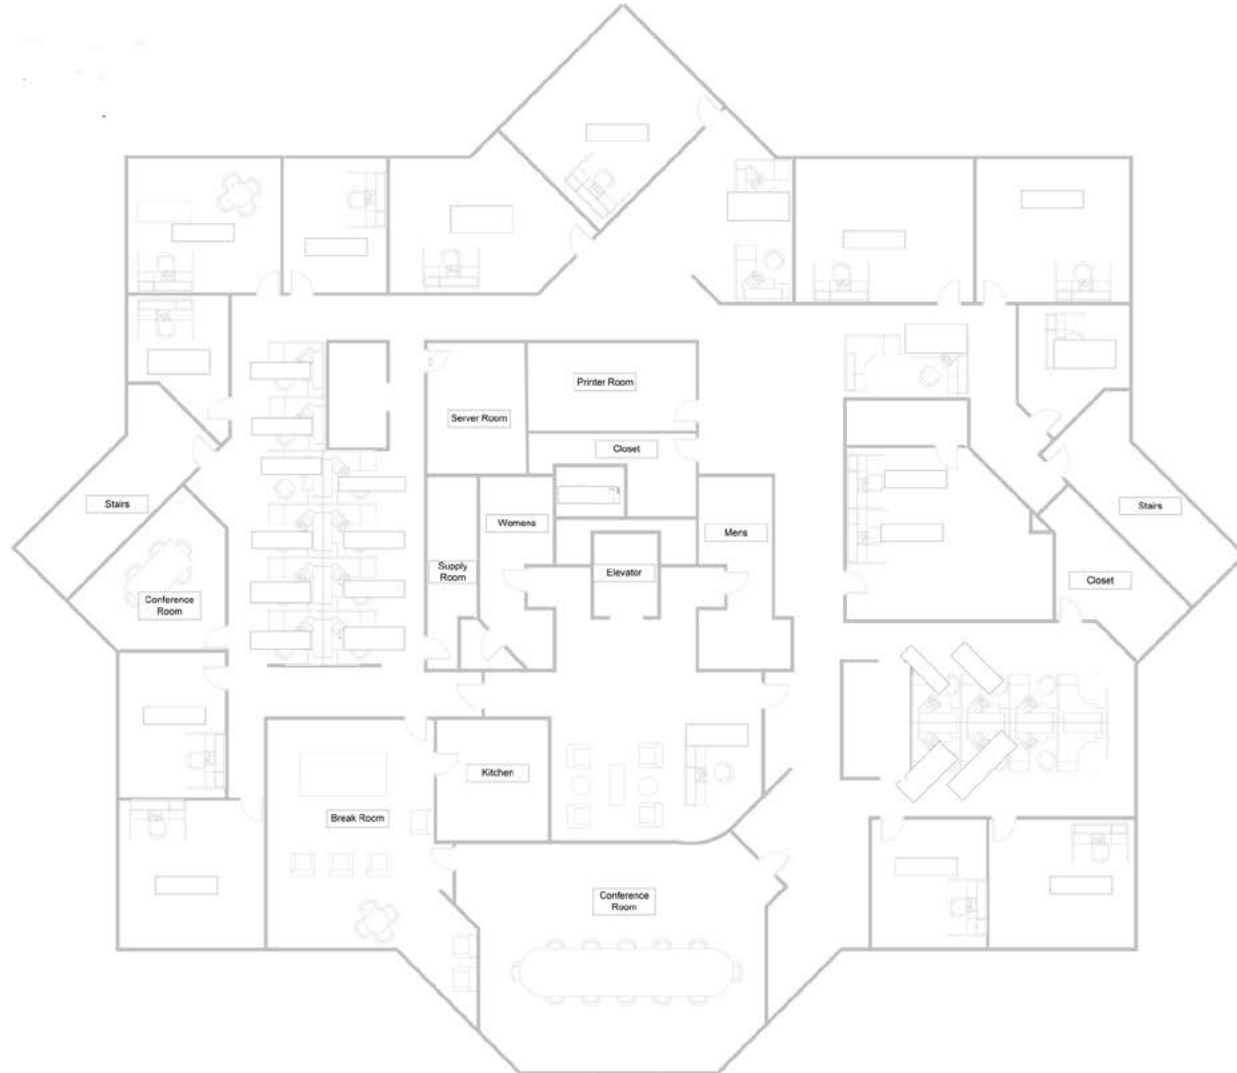 Printer Room
Server Room
Closet
Stairs
Stairs
Womens
Mens
Supply
Room
Elevator
Closet
Conference
Room
Kitchen
Break Room
Conference
Room